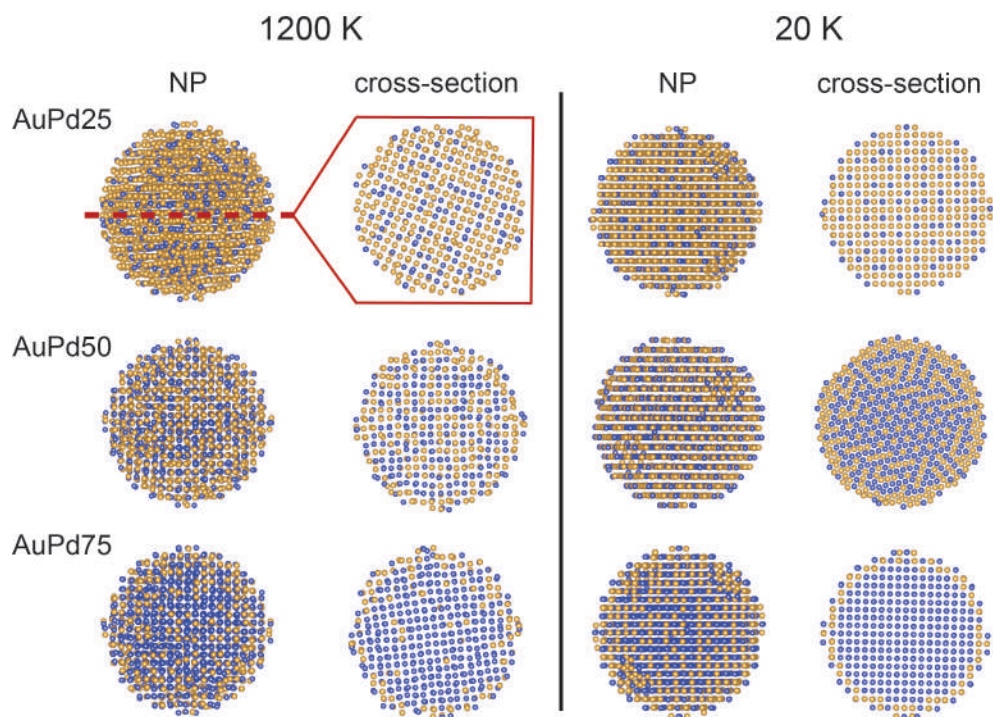 1200 K
20 K
NP
cross-section
NP
cross-section
AuPd25
AuPd50
AuPd75